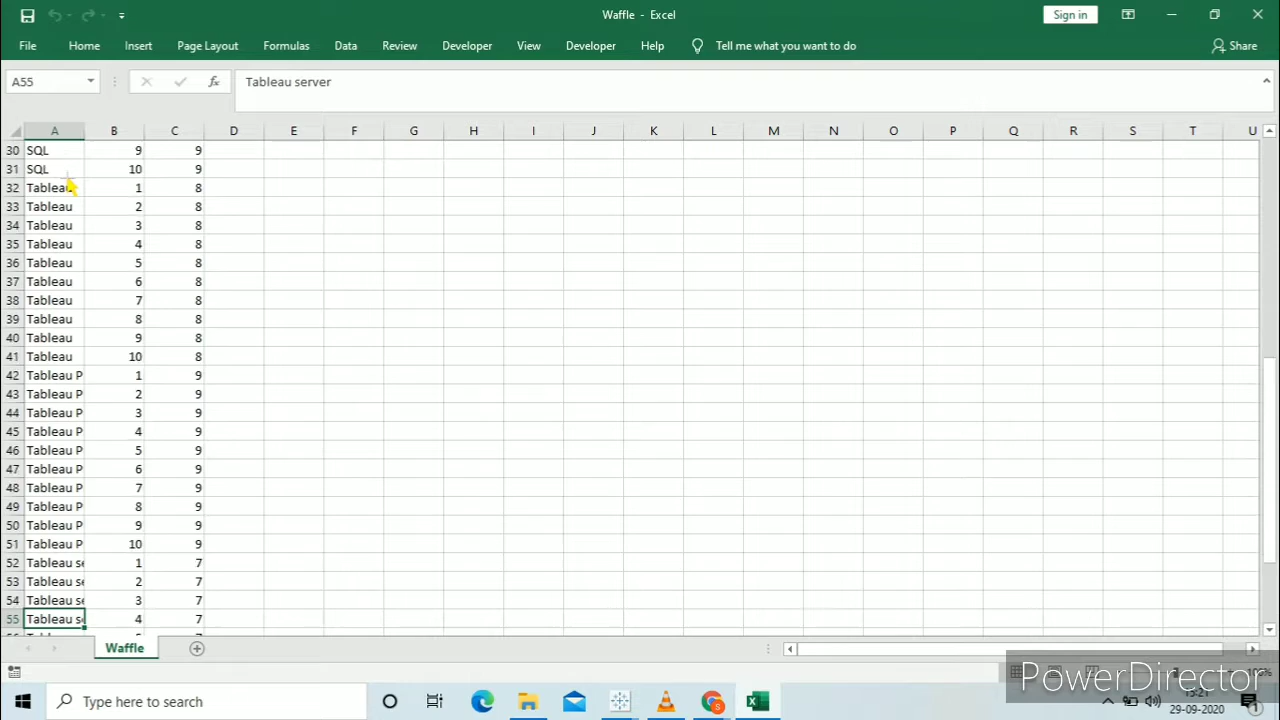 Waffle - Excel
Sign in
File Home Insert Page Layout Formulas Data Review Developer View Developer Help Tell me what you want to do Share
A55 fx Tableau server
A B C D E F G H I J K L M N O P Q R S T U
30 SQL 9 9
31 SQL 10 9
32 Tableau 1 8
33 Tableau 2 8
34 Tableau 3 8
35 Tableau 4 8
36 Tableau 5 8
37 Tableau 6 8
38 Tableau 7 8
39 Tableau 8 8
40 Tableau 9 8
41 Tableau 10 8
42 Tableau P 1 9
43 Tableau P 2 9
44 Tableau P 3 9
45 Tableau P 4 9
46 Tableau P 5 9
47 Tableau P 6 9
48 Tableau P 7 9
49 Tableau P 8 9
50 Tableau P 9 9
51 Tableau P 10 9
52 Tableau se 1 7
53 Tableau se 2 7
54 Tableau se 3 7
55 Tableau se 4 7
Waffle
PowerDirector
Type here to search
13:21
29-09-2020